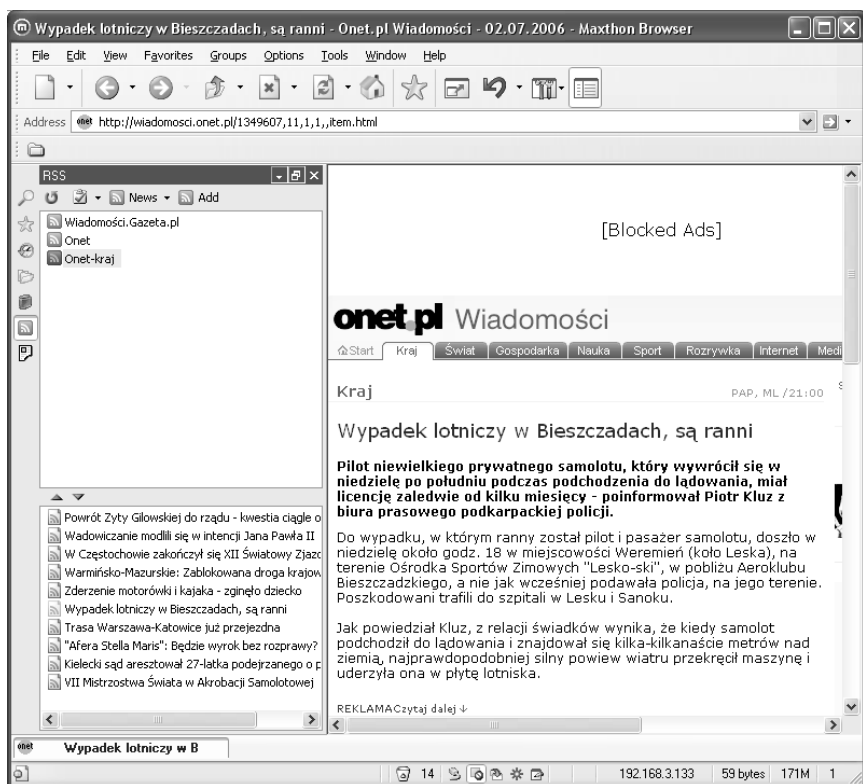 Wypadek lotniczy w Bieszczadach, są ranni - Onet.pl Wiadomości - 02.07.2006 - Maxthon Browser
File Edit View Favorites Groups Options Tools Window Help
Address onet http://wiadomosci.onet.pl/1349607,11,1,1,,item.html
RSS
News Add
Wiadomości.Gazeta.pl
Onet
Onet-kraj
Powrót Zyty Gilowskiej do rządu - kwestia ciągle o
Wadowiczanie modlili się w intencji Jana Pawła II
W Częstochowie zakończył się XII Światowy Zjazd
Warmińsko-Mazurskie: Zablokowana droga krajow
Zderzenie motorówki i kajaka - zginęło dziecko
Wypadek lotniczy w Bieszczadach, są ranni
Trasa Warszawa-Katowice już przejezdna
"Afera Stella Maris": Będzie wyrok bez rozprawy?
Kielecki sąd aresztował 27-latka podejrzanego o p
VII Mistrzostwa Świata w Akrobacji Samolotowej
[Blocked Ads]
onet.pl Wiadomości
Start Kraj Świat Gospodarka Nauka Sport Rozrywka Internet Medi
Kraj PAP, ML /21:00
Wypadek lotniczy w Bieszczadach, są ranni
Pilot niewielkiego prywatnego samolotu, który wywrócił się w
niedzielę po południu podczas podchodzenia do lądowania, miał
licencję zaledwie od kilku miesięcy - poinformował Piotr Kluz z
biura prasowego podkarpackiej policji.
Do wypadku, w którym ranny został pilot i pasażer samolotu, doszło w
niedzielę około godz. 18 w miejscowości Weremień (koło Leska), na
terenie Ośrodka Sportów Zimowych "Lesko-ski", w pobliżu Aeroklubu
Bieszczadzkiego, a nie jak wcześniej podawała policja, na jego terenie.
Poszkodowani trafili do szpitali w Lesku i Sanoku.
Jak powiedział Kluz, z relacji świadków wynika, że kiedy samolot
podchodził do lądowania i znajdował się kilka-kilkanaście metrów nad
ziemią, najprawdopodobniej silny powiew wiatru przekręcił maszynę i
uderzyła ona w płytę lotniska.
REKLAMACzytaj dalej
onet Wypadek lotniczy w B
14 192.168.3.133 59 bytes 171M 1